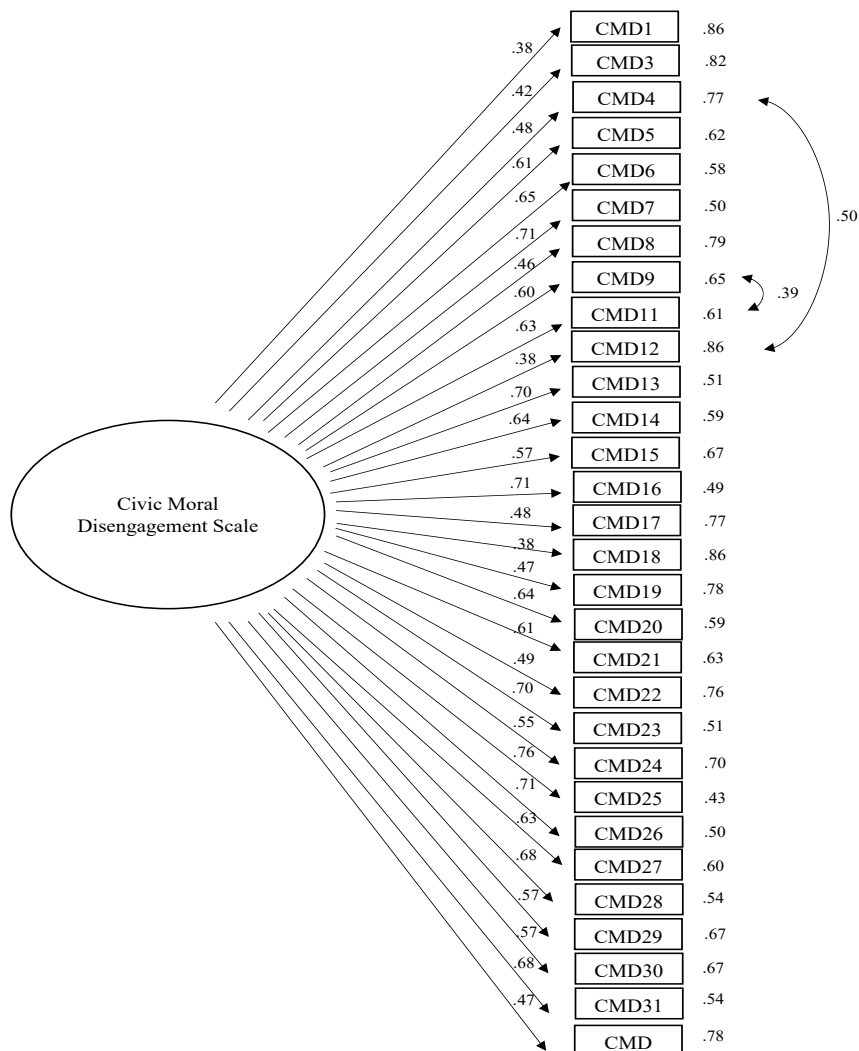 CMD1 .86
.38
CMD3 .82
.42
CMD4 .77
.48
CMD5 .62
.61
CMD6 .58
.65
CMD7 .50
.50
.71
CMD8 .79
.46
CMD9 .65
.60
.39
CMD11 .61
.63
CMD12 .86
.38
CMD13 .51
.70
CMD14 .59
.64
CMD15 .67
.57
CMD16 .49
.71
Civic Moral
Disengagement Scale
CMD17 .77
.48
CMD18 .86
.38
CMD19 .78
.47
CMD20 .59
.64
CMD21 .63
.61
CMD22 .76
.49
CMD23 .51
.70
CMD24 .70
.55
CMD25 .43
.76
CMD26 .50
.71
CMD27 .60
.63
CMD28 .54
.68
CMD29 .67
.57
CMD30 .67
.57
CMD31 .54
.68
CMD .78
.47